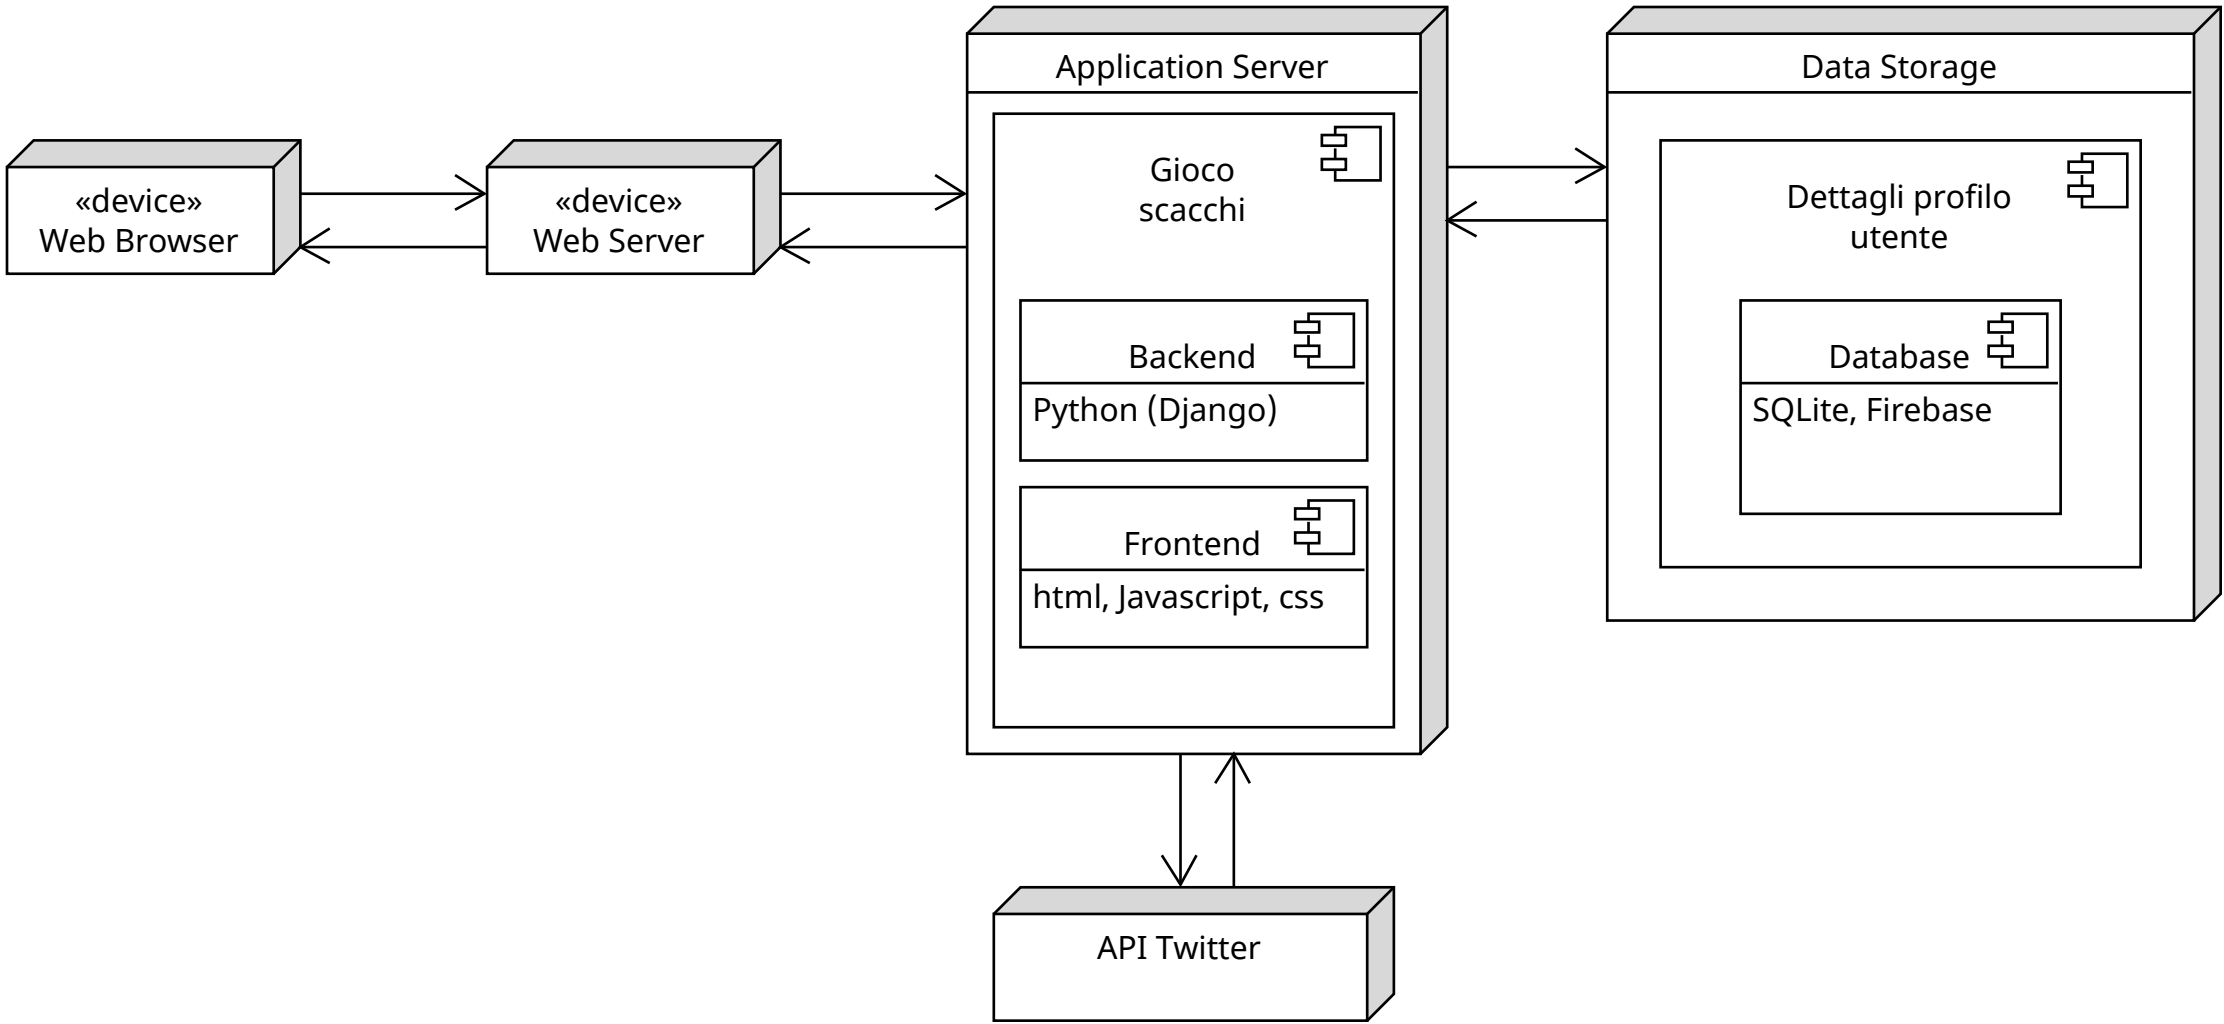 «device»
Web Browser
«device»
Web Server
Application Server
Gioco
scacchi
Backend
Python (Django)
Frontend
html, Javascript, css
Data Storage
Dettagli profilo
utente
Database
SQLite, Firebase
API Twitter